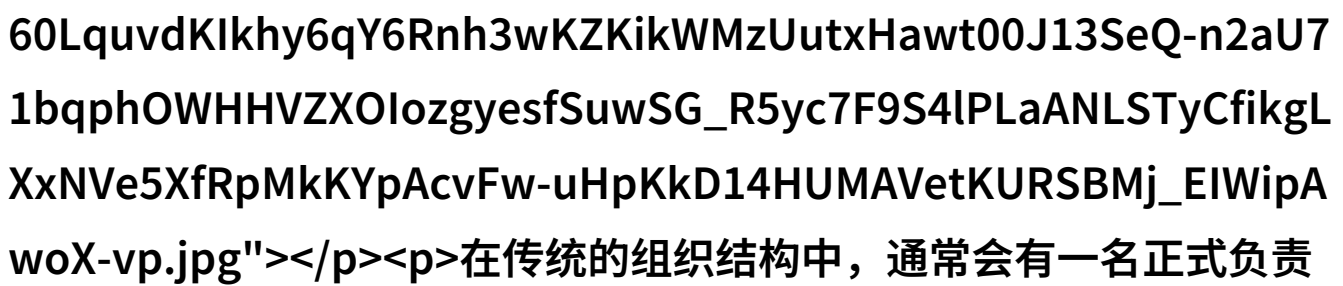 60LquvdKIkhy6qY6Rnh3wKZKikWMzUutxHawt00J13SeQ-n2aU7
1bqphOWHHVZXOIozgyesfSuwSG_R5yc7F9S4lPLaANLSTyCfikgL
XxNVe5XfRpMkKYpAcvFw-uHpKkD14HUMAVetKURSBMj_EIWipA
woX-vp.jpg"></p><p>在传统的组织结构中，通常会有一名正式负责